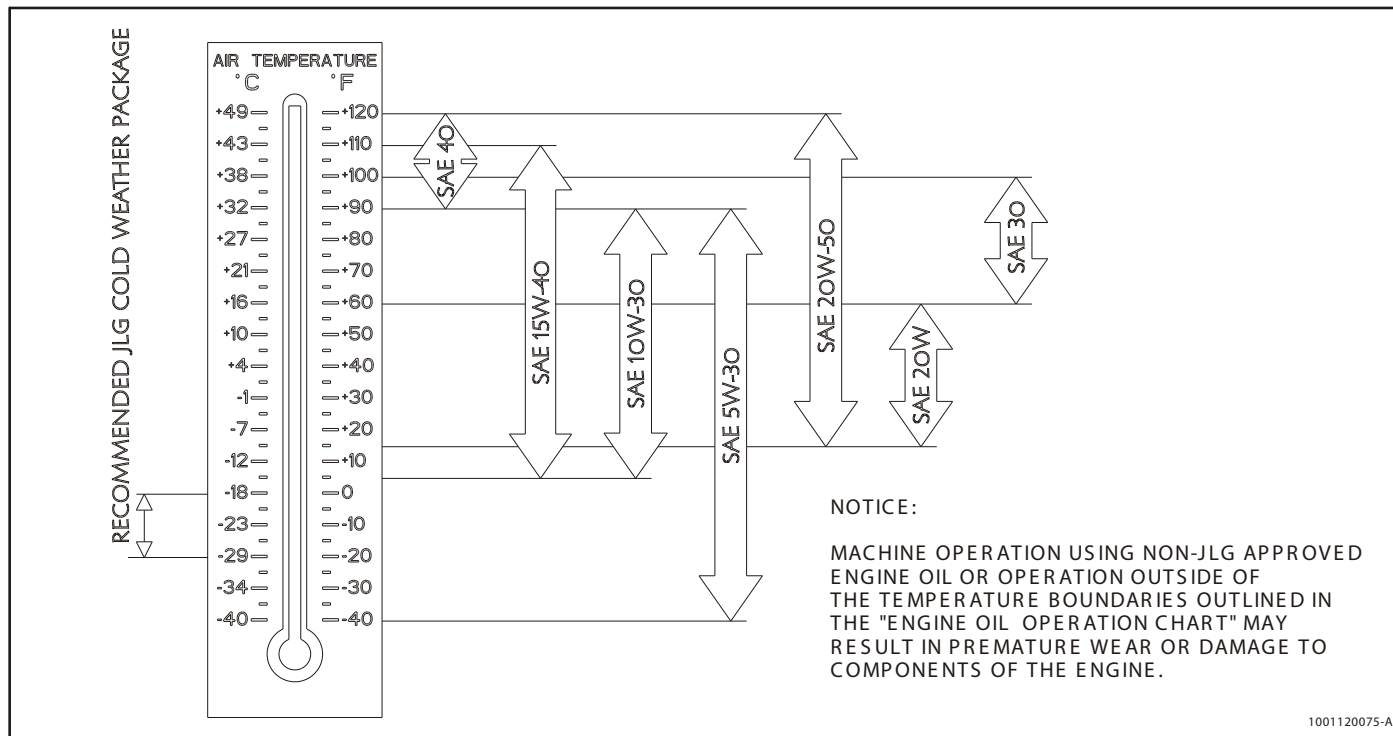 RECOMMENDED JLG COLD WEATHER PACKAGE
AIR TEMPERATURE
°C °F
+49 +120
+43 +110
+38 +100
+32 +90
+27 +80
+21 +70
+16 +60
+10 +50
+4 +40
-1 +30
-7 +20
-12 +10
-18 0
-23 -10
-29 -20
-34 -30
-40 -40
SAE 40
SAE 15W-40
SAE 10W-30
SAE 5W-30
SAE 20W-50
SAE 20W
SAE 30
NOTICE:
MACHINE OPERATION USING NON-JLG APPROVED
ENGINE OIL OR OPERATION OUTSIDE OF
THE TEMPERATURE BOUNDARIES OUTLINED IN
THE "ENGINE OIL OPERATION CHART" MAY
RESULT IN PREMATURE WEAR OR DAMAGE TO
COMPONENTS OF THE ENGINE.
1001120075-A